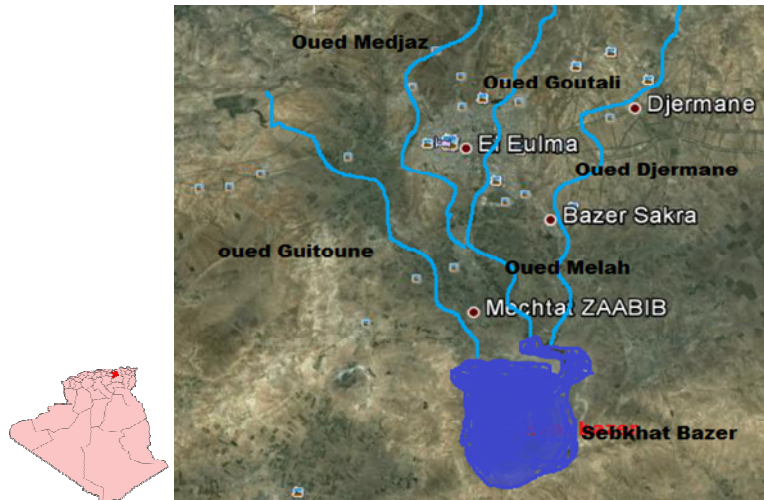 Oued Medjaz
Oued Goutali
Djermane
El Eulma
Oued Djermane
Bazer Sakra
oued Guitoune
Oued Melah
Mechtat ZAABIB
Sebkhat Bazer